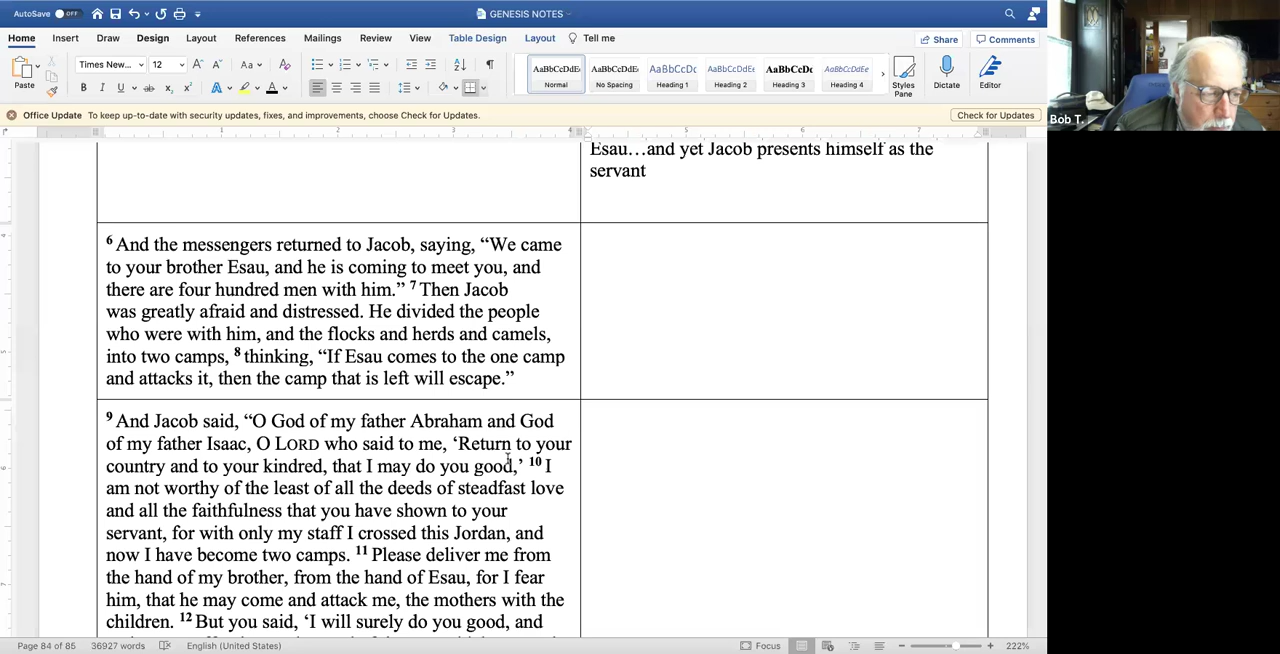 AutoSave OFF
GENESIS NOTES
Home Insert Draw Design Layout References Mailings Review View Table Design Layout Tell me
Share Comments
Paste
Times New... 12
AaBbCcDdEe AaBbCcDdEe AaBbCcDc AaBbCcDdEe AaBbCcDc AaBbCcDdEe
Normal No Spacing Heading 1 Heading 2 Heading 3 Heading 4
Styles Pane
Dictate
Editor
Office Update To keep up-to-date with security updates, fixes, and improvements, choose Check for Updates.
Check for Updates
Bob T.
Esau…and yet Jacob presents himself as the
servant
6 And the messengers returned to Jacob, saying, “We came
to your brother Esau, and he is coming to meet you, and
there are four hundred men with him.” 7 Then Jacob
was greatly afraid and distressed. He divided the people
who were with him, and the flocks and herds and camels,
into two camps, 8 thinking, “If Esau comes to the one camp
and attacks it, then the camp that is left will escape.”
9 And Jacob said, “O God of my father Abraham and God
of my father Isaac, O LORD who said to me, ‘Return to your
country and to your kindred, that I may do you good,’ 10 I
am not worthy of the least of all the deeds of steadfast love
and all the faithfulness that you have shown to your
servant, for with only my staff I crossed this Jordan, and
now I have become two camps. 11 Please deliver me from
the hand of my brother, from the hand of Esau, for I fear
him, that he may come and attack me, the mothers with the
children. 12 But you said, ‘I will surely do you good, and
Page 84 of 85 36927 words English (United States) Focus 222%